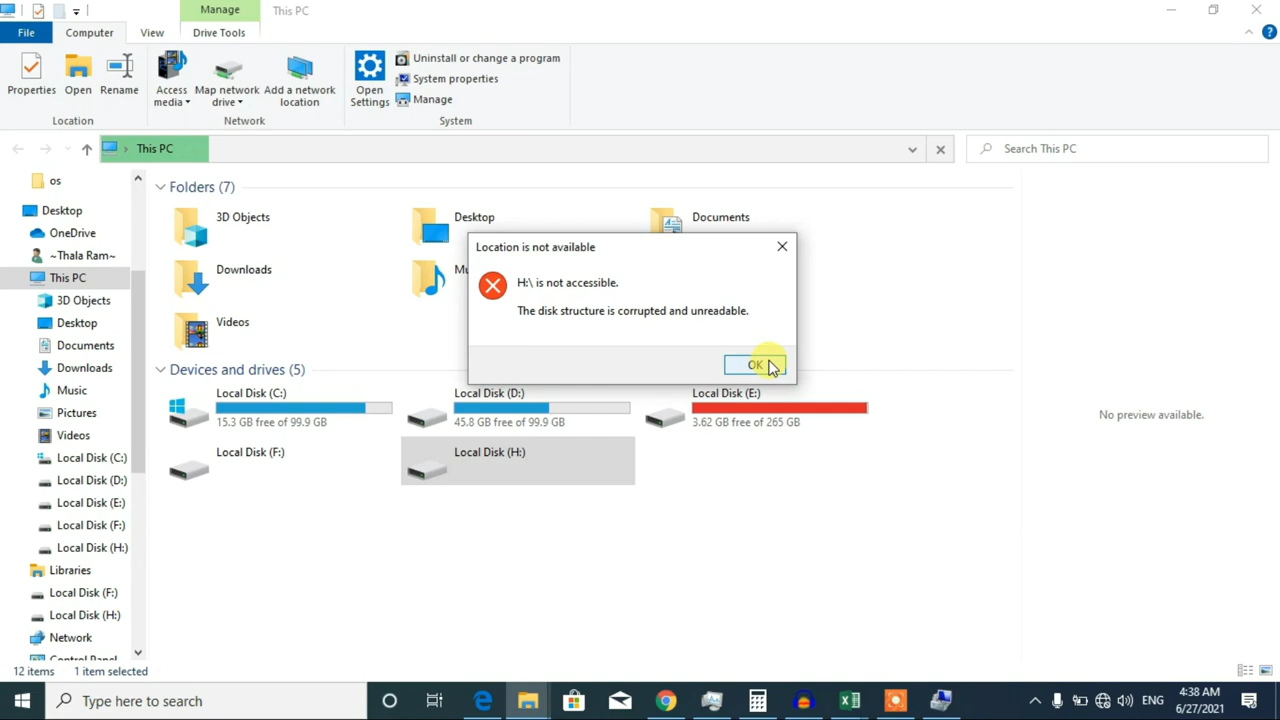 Manage
This PC
File
Computer
View
Drive Tools
Properties
Open
Rename
Access media
Map network drive
Add a network location
Open Settings
Uninstall or change a program
System properties
Manage
Location
Network
System
This PC
Search This PC
os
Desktop
OneDrive
~Thala Ram~
This PC
3D Objects
Desktop
Documents
Downloads
Music
Pictures
Videos
Local Disk (C:)
Local Disk (D:)
Local Disk (E:)
Local Disk (F:)
Local Disk (H:)
Libraries
Local Disk (F:)
Local Disk (H:)
Network
Control Panel
Folders (7)
3D Objects
Desktop
Documents
Downloads
Mu
Videos
Location is not available
H:\ is not accessible.
The disk structure is corrupted and unreadable.
OK
Devices and drives (5)
Local Disk (C:)
15.3 GB free of 99.9 GB
Local Disk (D:)
45.8 GB free of 99.9 GB
Local Disk (E:)
3.62 GB free of 265 GB
Local Disk (F:)
Local Disk (H:)
No preview available.
12 items
1 item selected
Type here to search
ENG
4:38 AM
6/27/2021